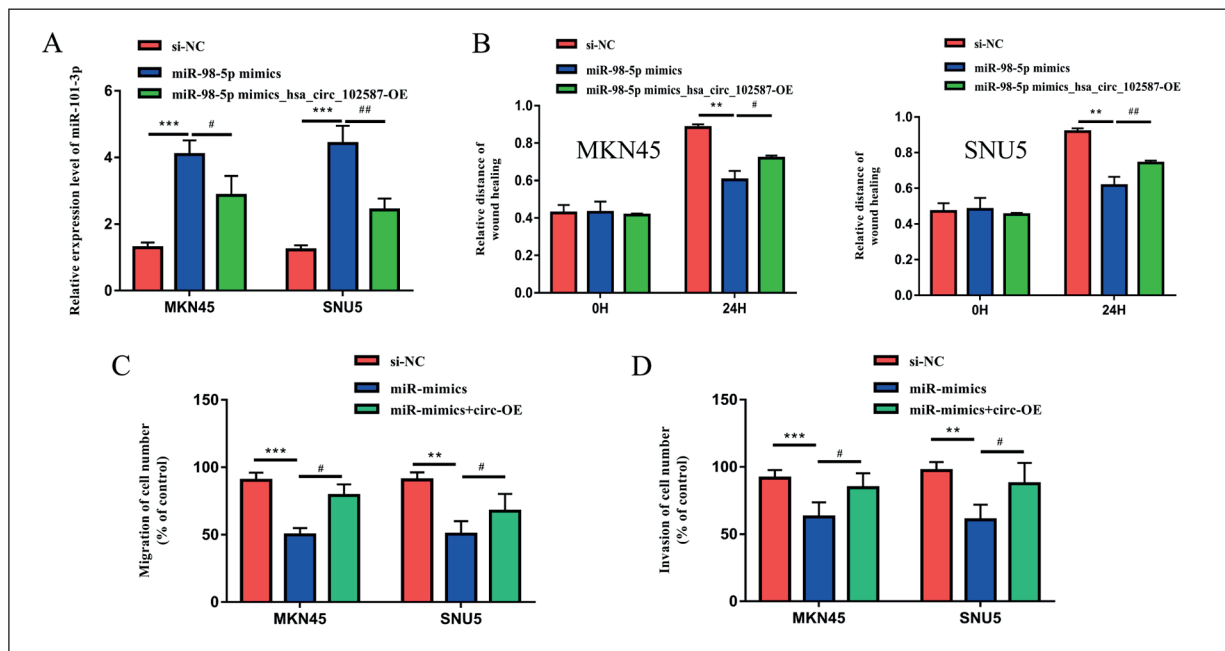 A
si-NC
miR-98-5p mimics
miR-98-5p mimics_hsa_circ_102587-OE
Relative erxpression level of miR-101-3p
6
4
2
0
***
#
***
##
MKN45
SNU5
B
si-NC
miR-98-5p mimics
miR-98-5p mimics_hsa_circ_102587-OE
Relative distance of
wound healing
1.0
0.8
0.6
0.4
0.2
0.0
MKN45
**
#
0H
24H
si-NC
miR-98-5p mimics
miR-98-5p mimics_hsa_circ_102587-OE
Relative distance of
wound healing
1.0
0.8
0.6
0.4
0.2
0.0
SNU5
**
##
0H
24H
C
si-NC
miR-mimics
miR-mimics+circ-OE
Migration of cell number
(% of control)
150
100
50
0
***
#
**
#
MKN45
SNU5
D
si-NC
miR-mimics
miR-mimics+circ-OE
Invasion of cell number
(% of control)
150
100
50
0
***
#
**
#
MKN45
SNU5